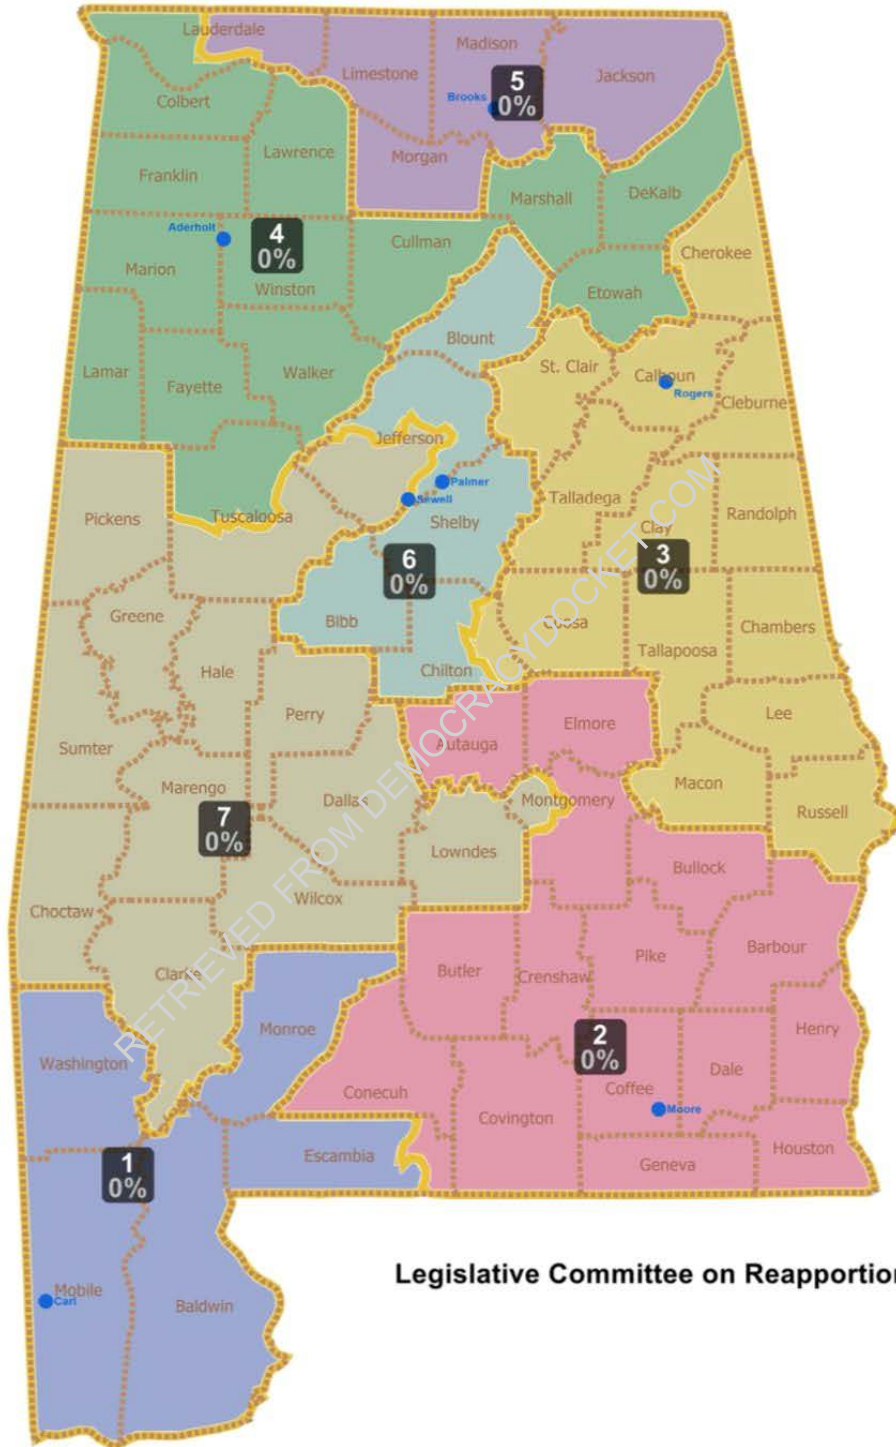 Lauderdale
Madison
Limestone
Jackson
5
0%
Brooks
Colbert
Lawrence
Morgan
Franklin
Marshall
DeKalb
Aderholt
4
0%
Cullman
Cherokee
Marion
Winston
Etowah
Blount
Lamar
Fayette
Walker
St. Clair
Calhoun
Rogers
Cleburne
Jefferson
Palmer
Sewell
Pickens
Tuscaloosa
Shelby
Talladega
Clay
Randolph
6
0%
3
0%
Greene
Bibb
Coosa
Chambers
Hale
Chilton
Tallapoosa
Perry
Lee
Sumter
Autauga
Elmore
Marengo
Dallas
Montgomery
Macon
Russell
7
0%
Lowndes
Bullock
Choctaw
Wilcox
Clarke
Butler
Crenshaw
Pike
Barbour
Monroe
Henry
2
0%
Washington
Conecuh
Coffee
Dale
Moore
Covington
1
0%
Escambia
Geneva
Houston
Mobile
Carl
Baldwin
Legislative Committee on Reapportion
RETRIEVED FROM DEMOCRACYDOCKET.COM